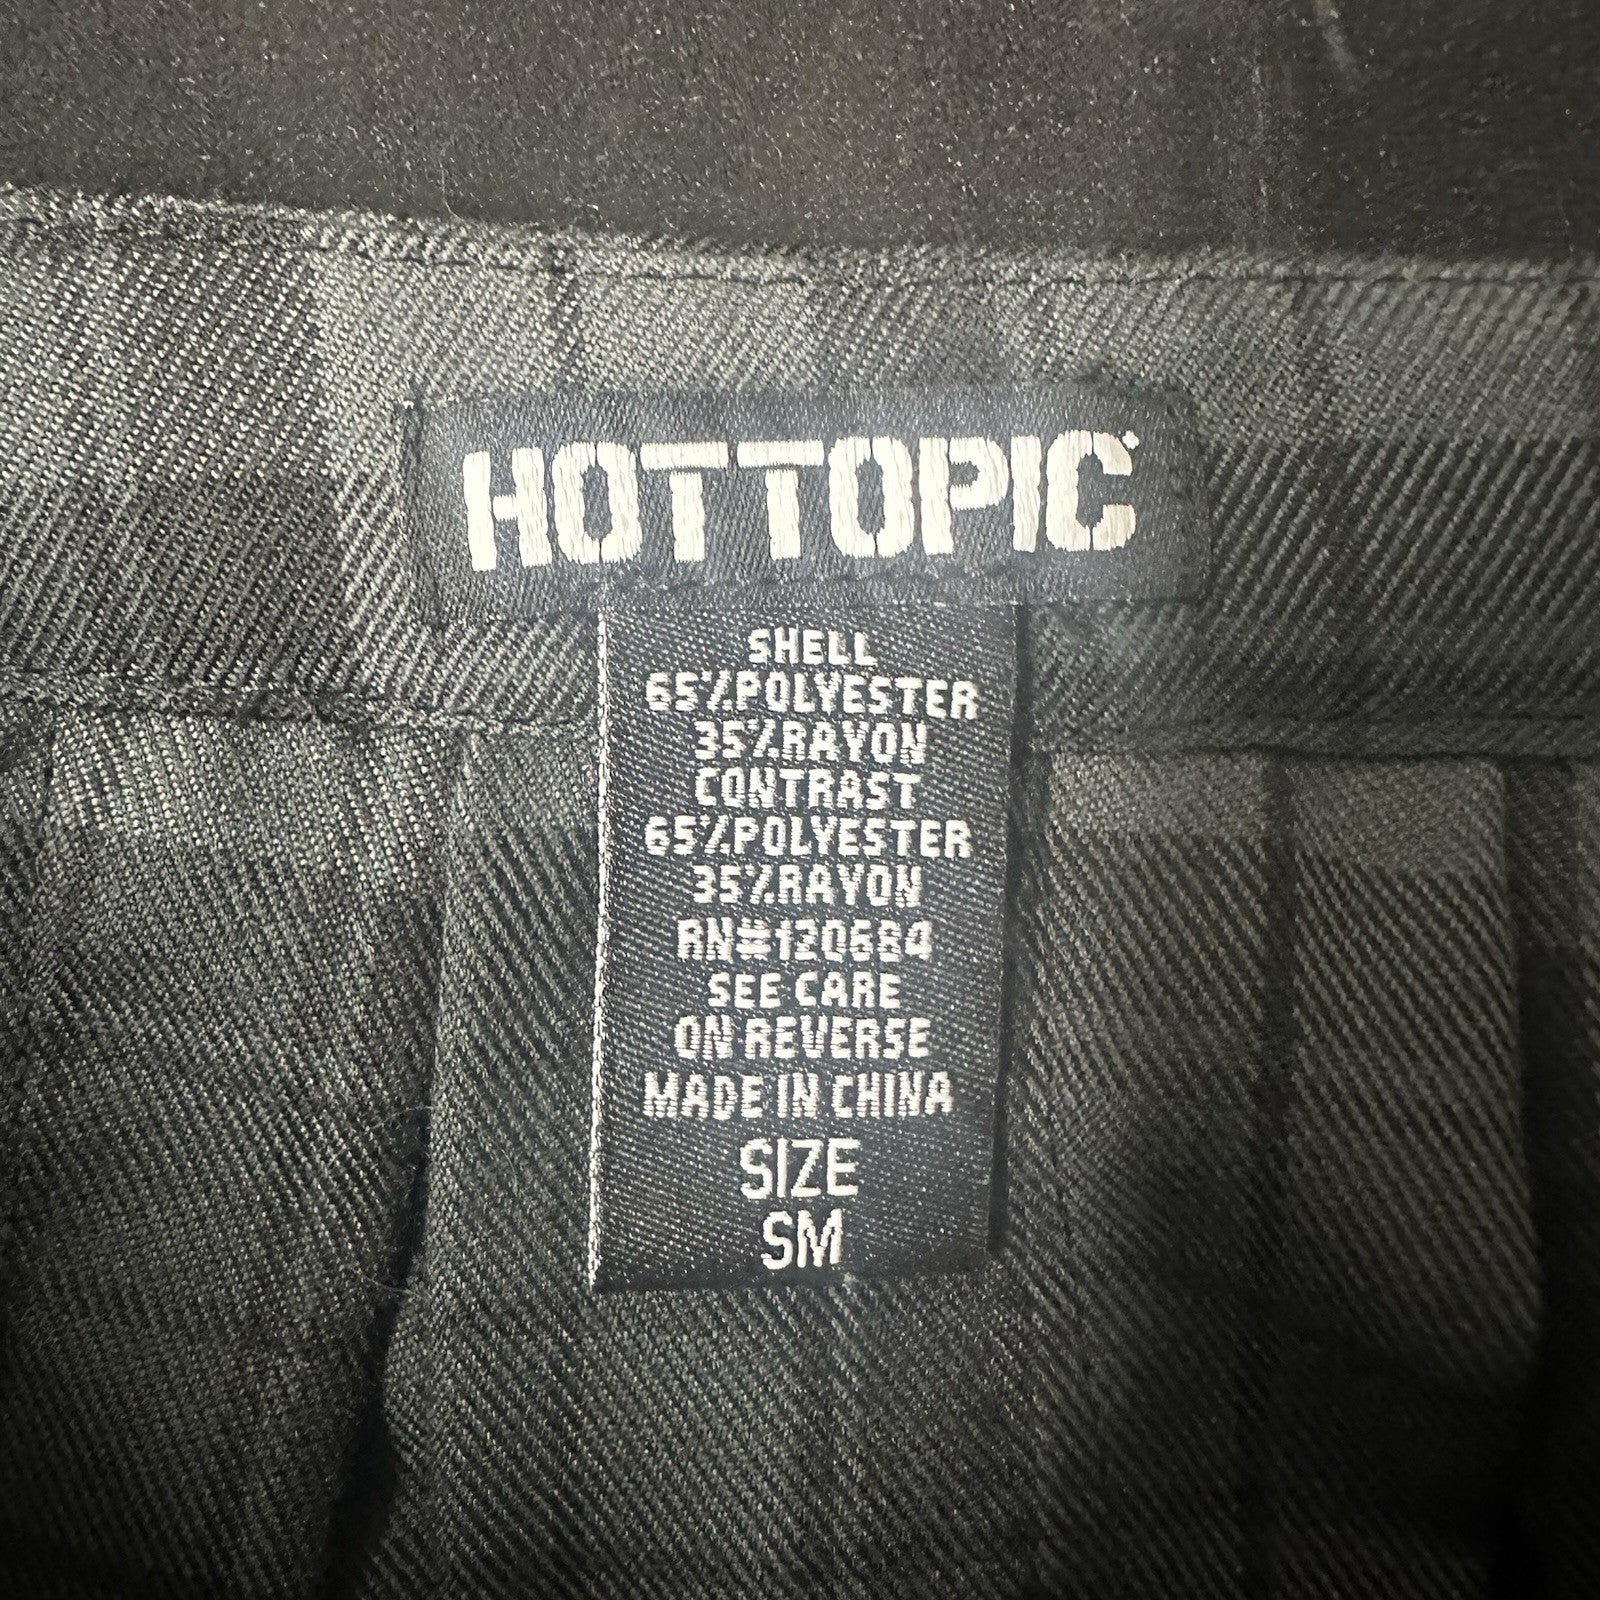 HOTTOPIC
SHELL
65%POLYESTER
35%RAYON
CONTRAST
65%POLYESTER
35%RAYON
RN#120684
SEE CARE
ON REVERSE
MADE IN CHINA
SIZE
SM